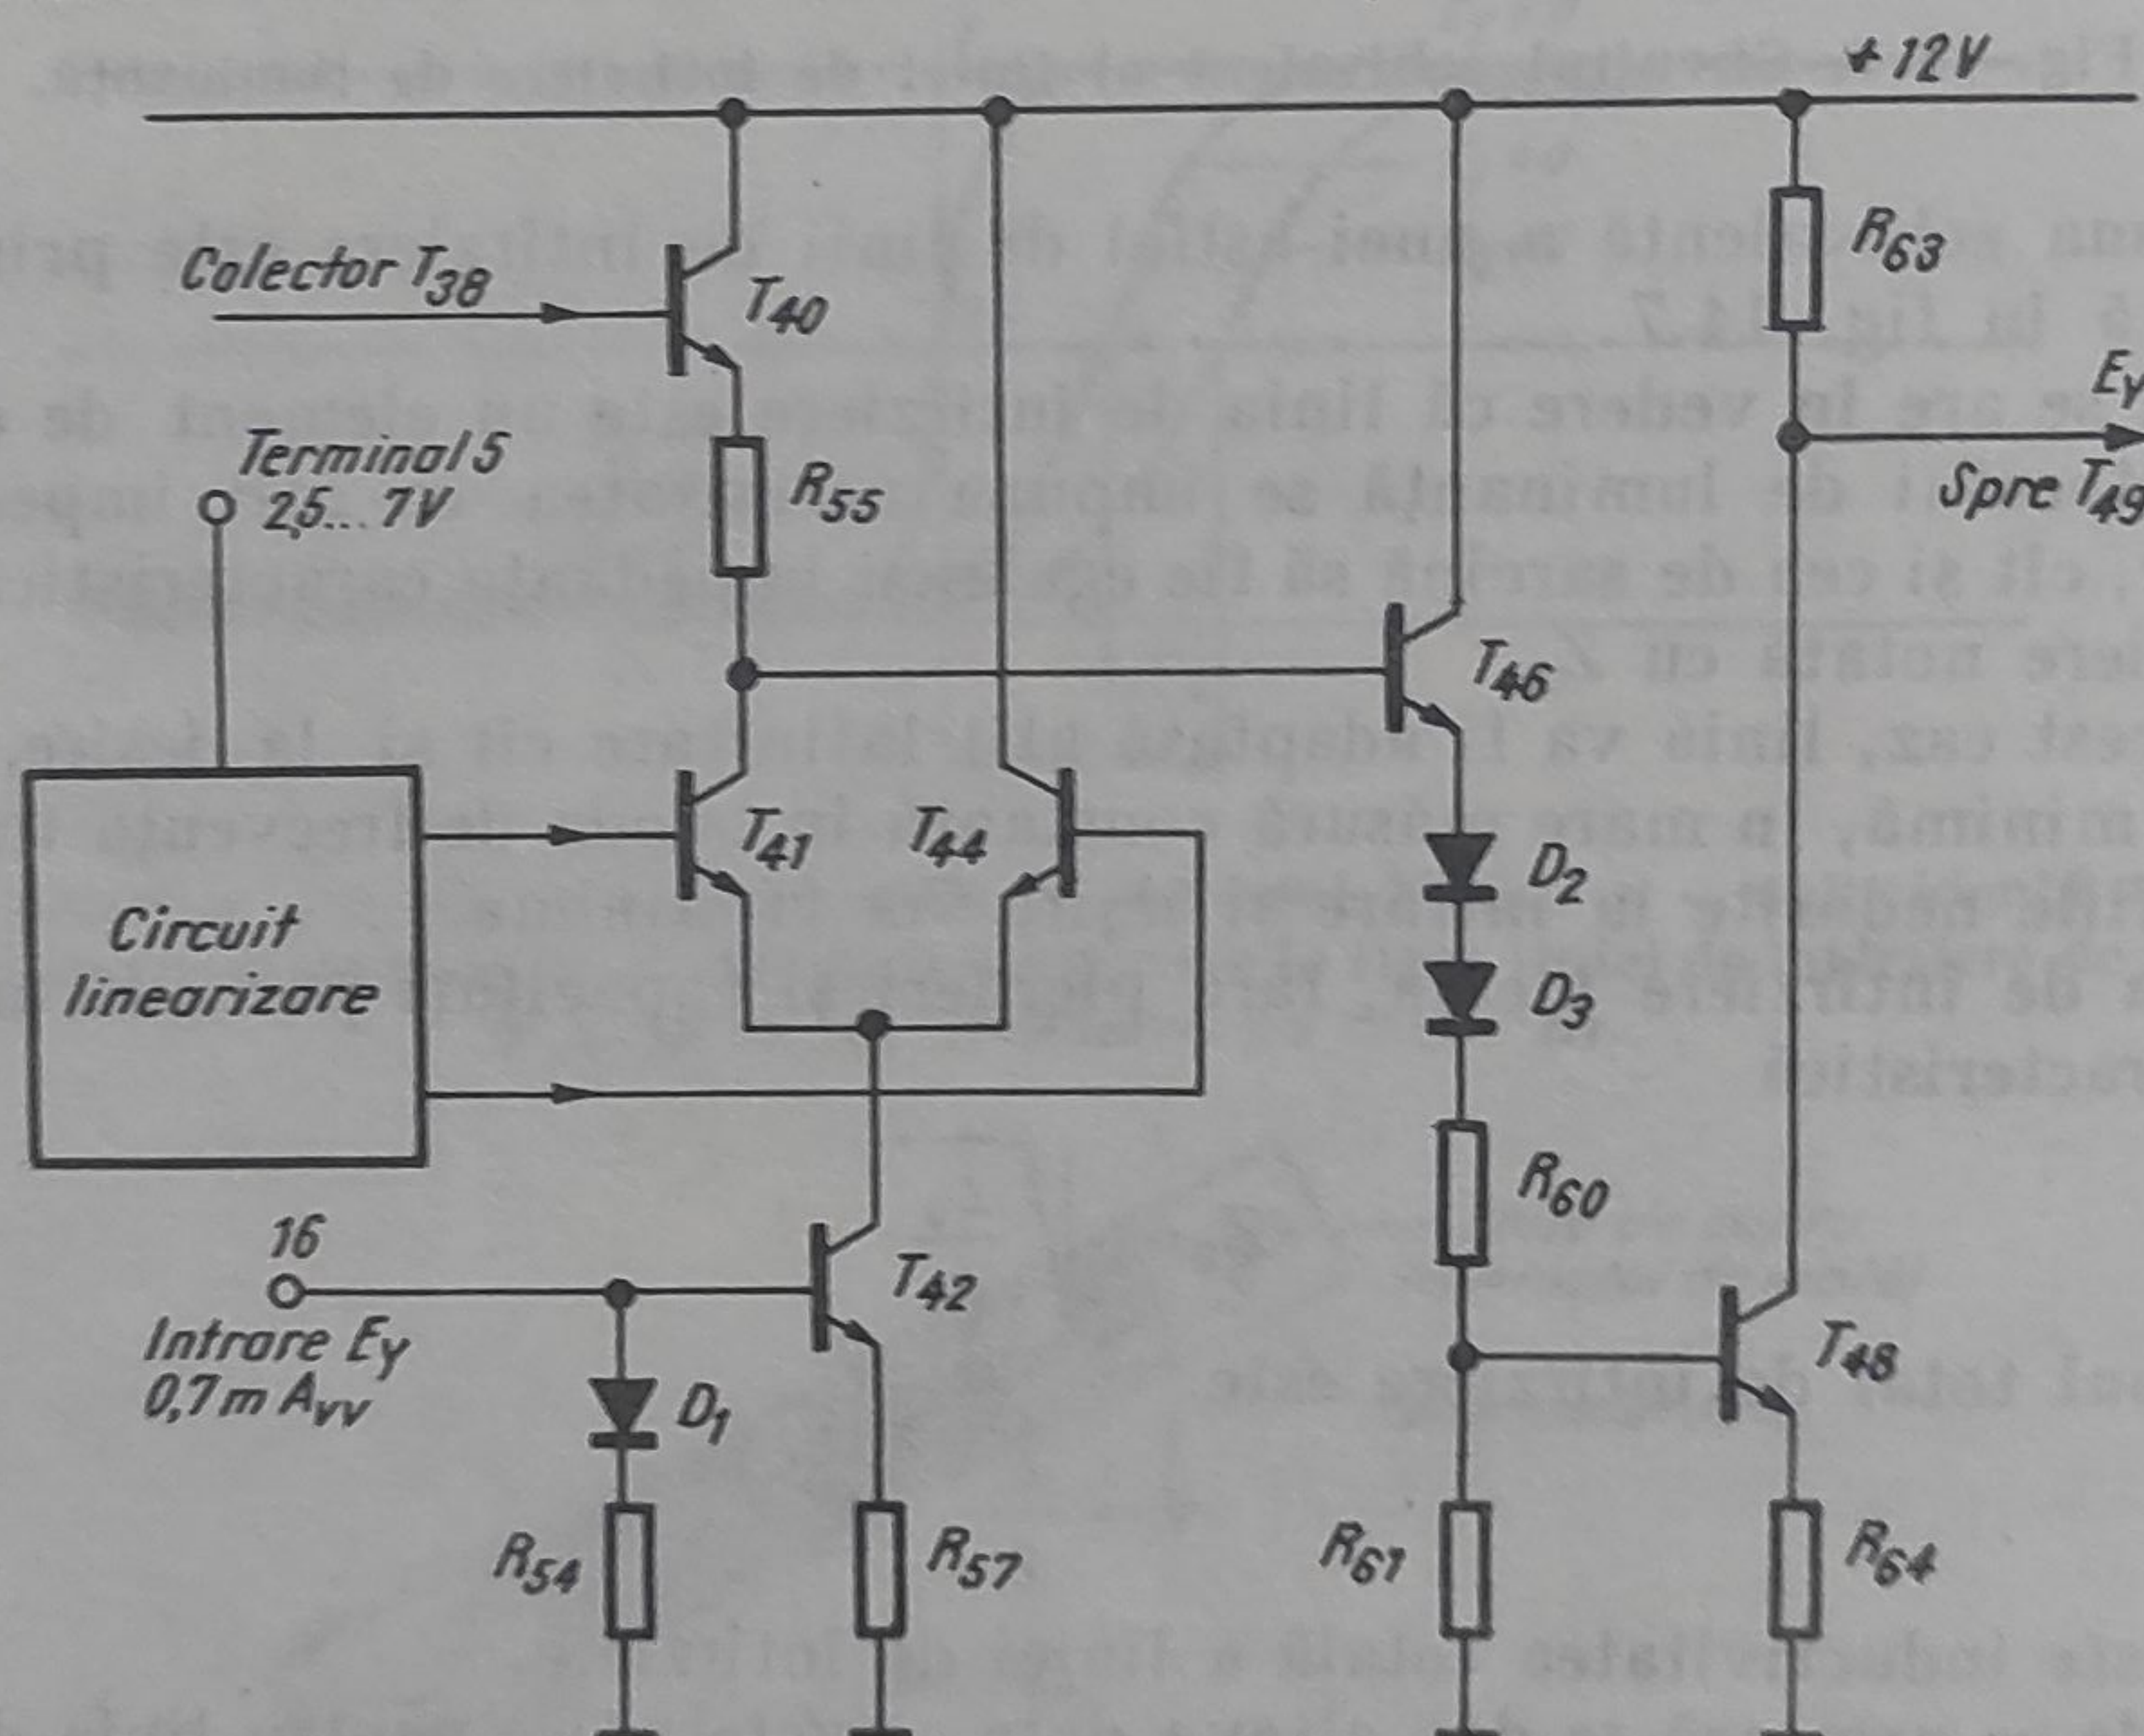 +12V
R63
Colector T38
T40
EY
Terminal 5
2,5...7V
R55
Spre T49
T46
T41
T44
D2
Circuit
linearizare
D3
R60
16
T42
Intrare EY
0,7mAVV
D1
T48
R54
R57
R61
R64